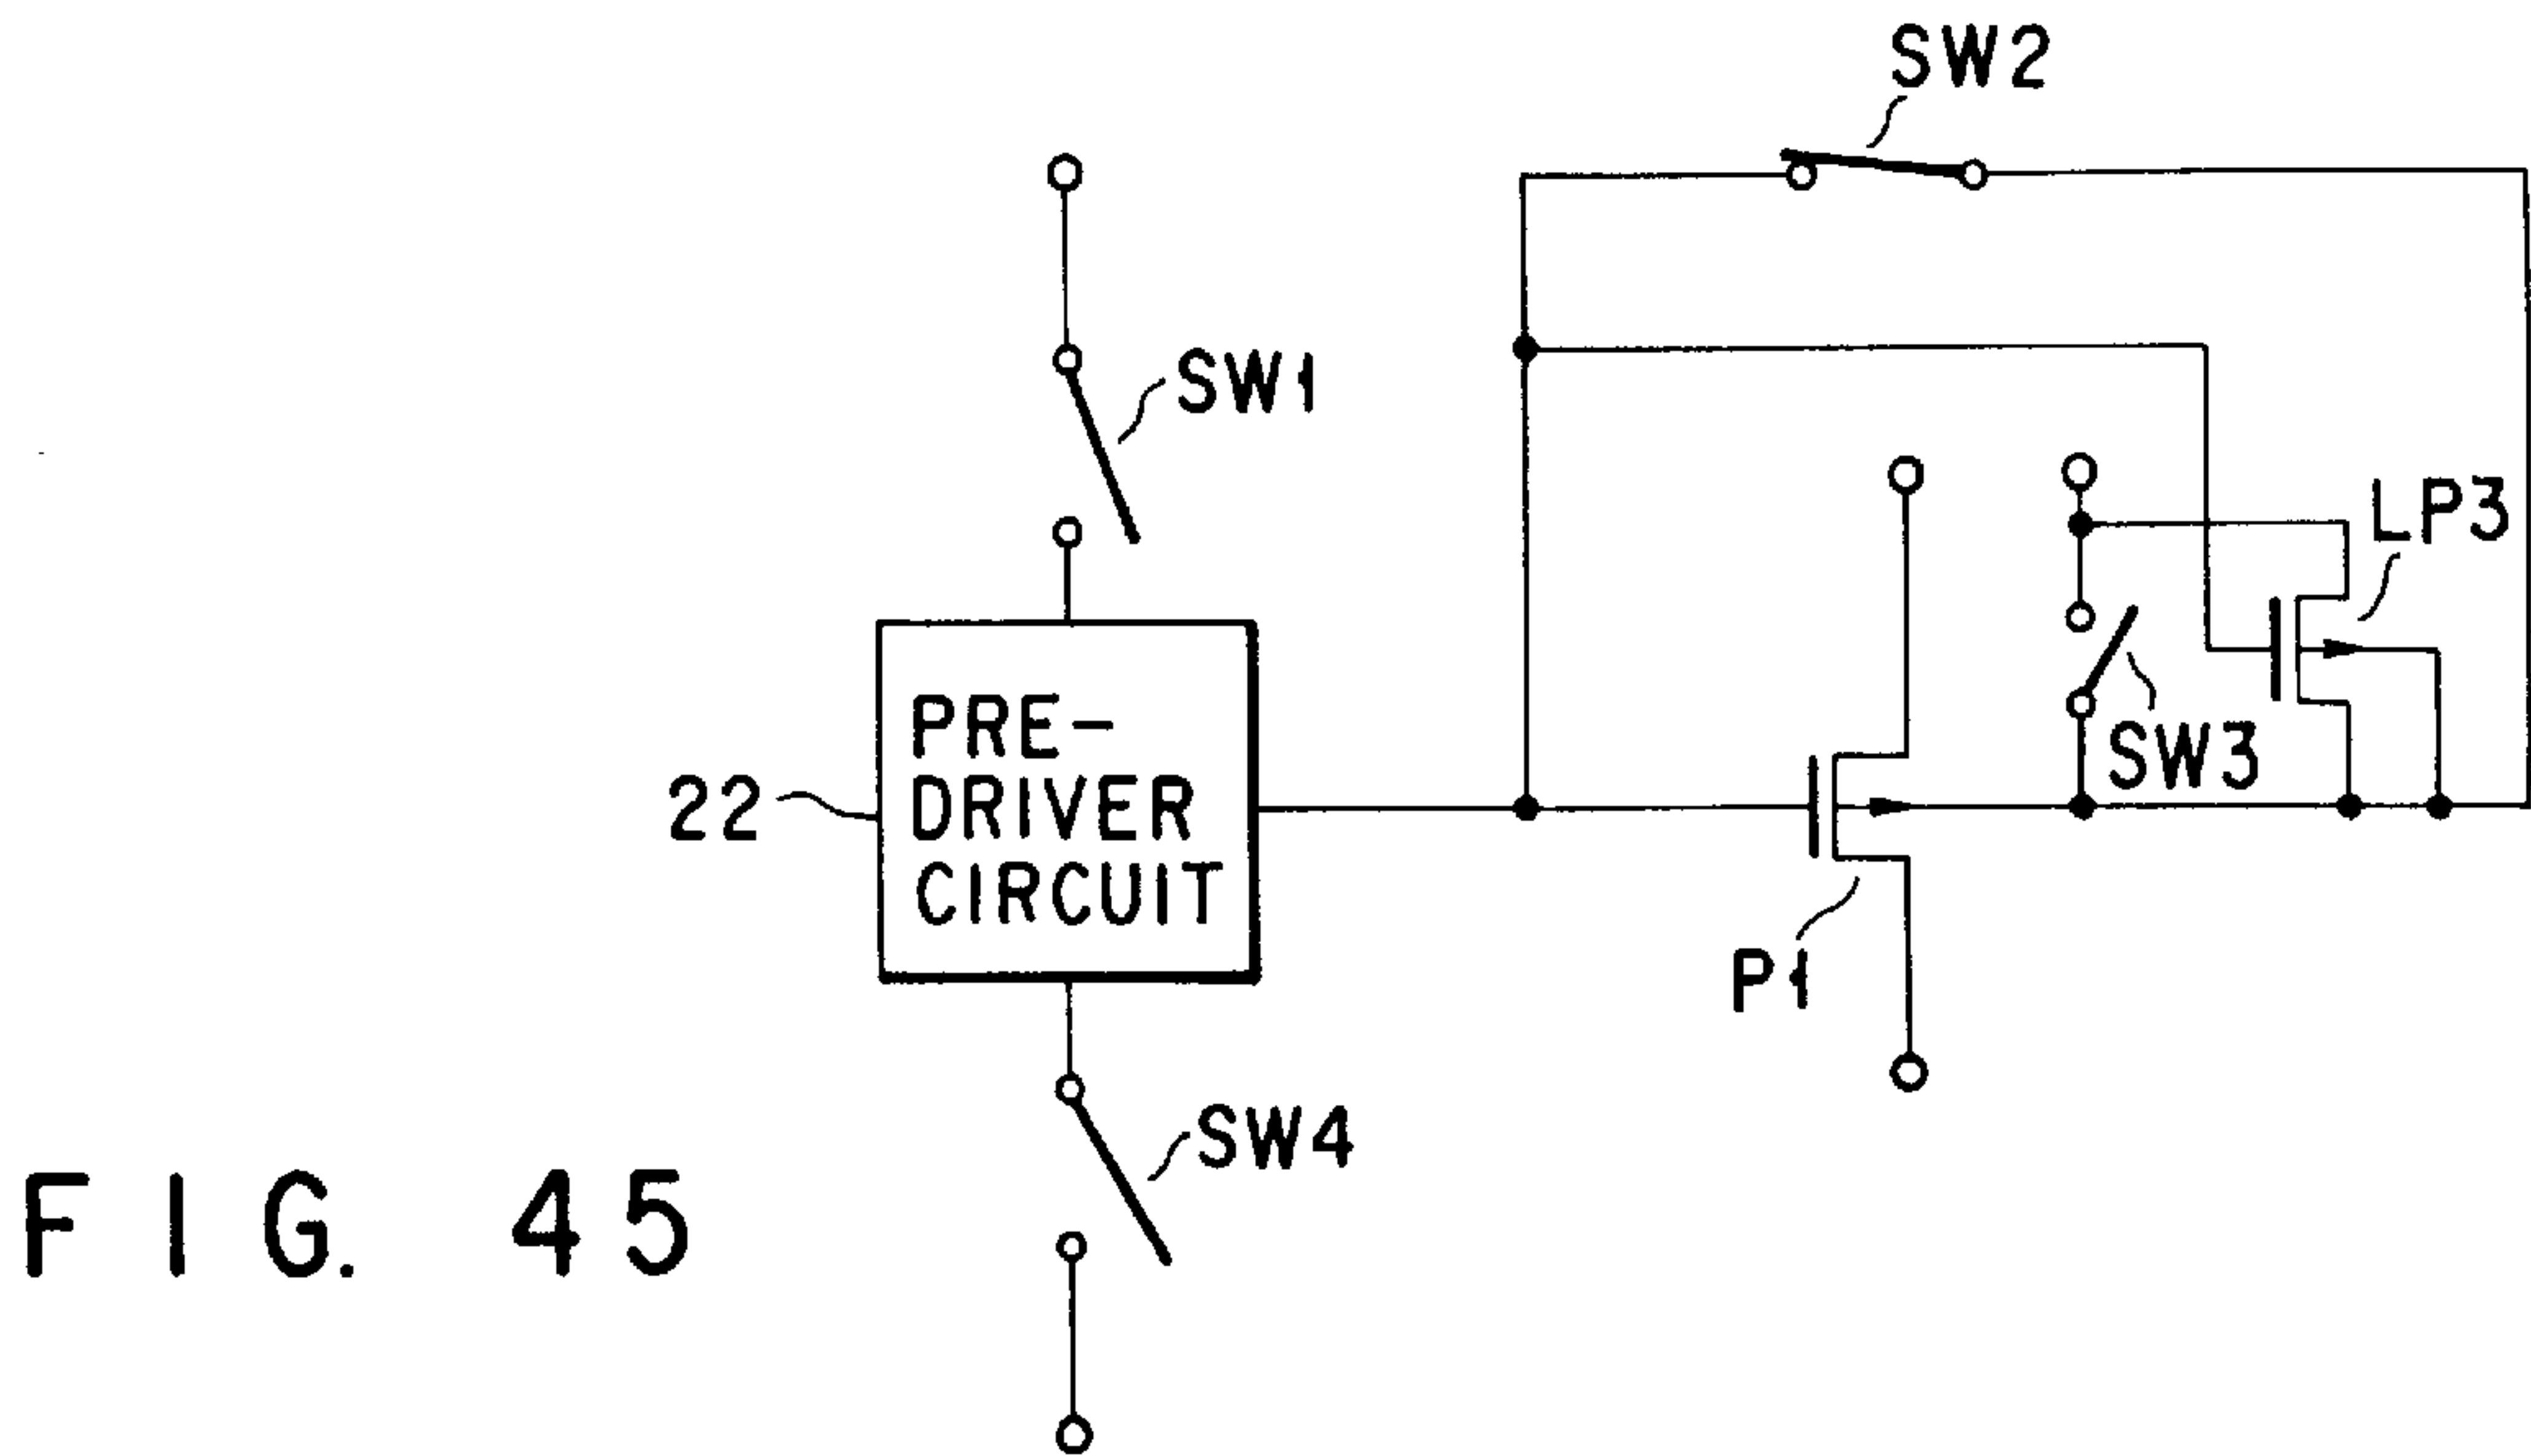 SW2
SW1
LP3
PRE-
DRIVER
CIRCUIT
22
SW3
P1
SW4
FIG. 45